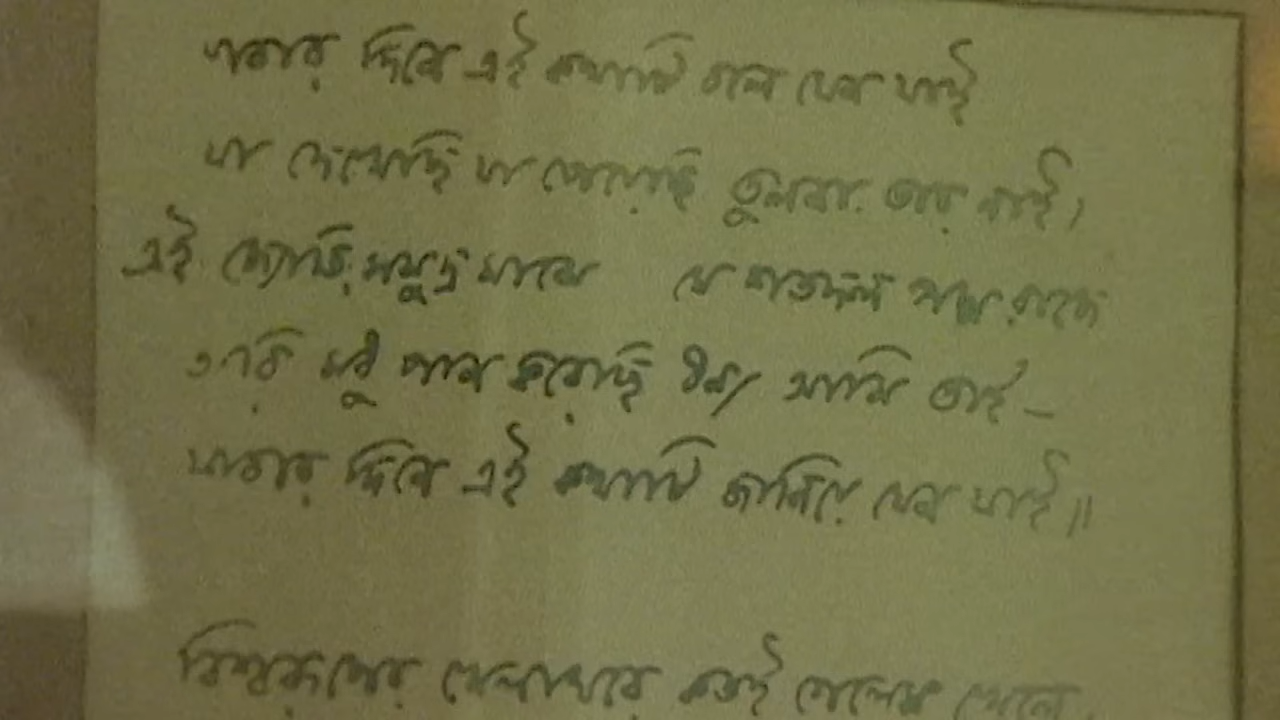 যাবার দিনে এই কথাটি বলে যেন যাই
যা দেখেছি যা পেয়েছি তুলনা তার নাই।
এই জ্যোতিঃসমুদ্র মাঝে যে শতদল পদ্ম রাজে
তারি মধু পান করেছি ধন্য আমি তাই –
যাবার দিনে এই কথাটি জানিয়ে যেন যাই॥
বিশ্বরূপের খেলাঘরে কতই গেলেম খেলে,